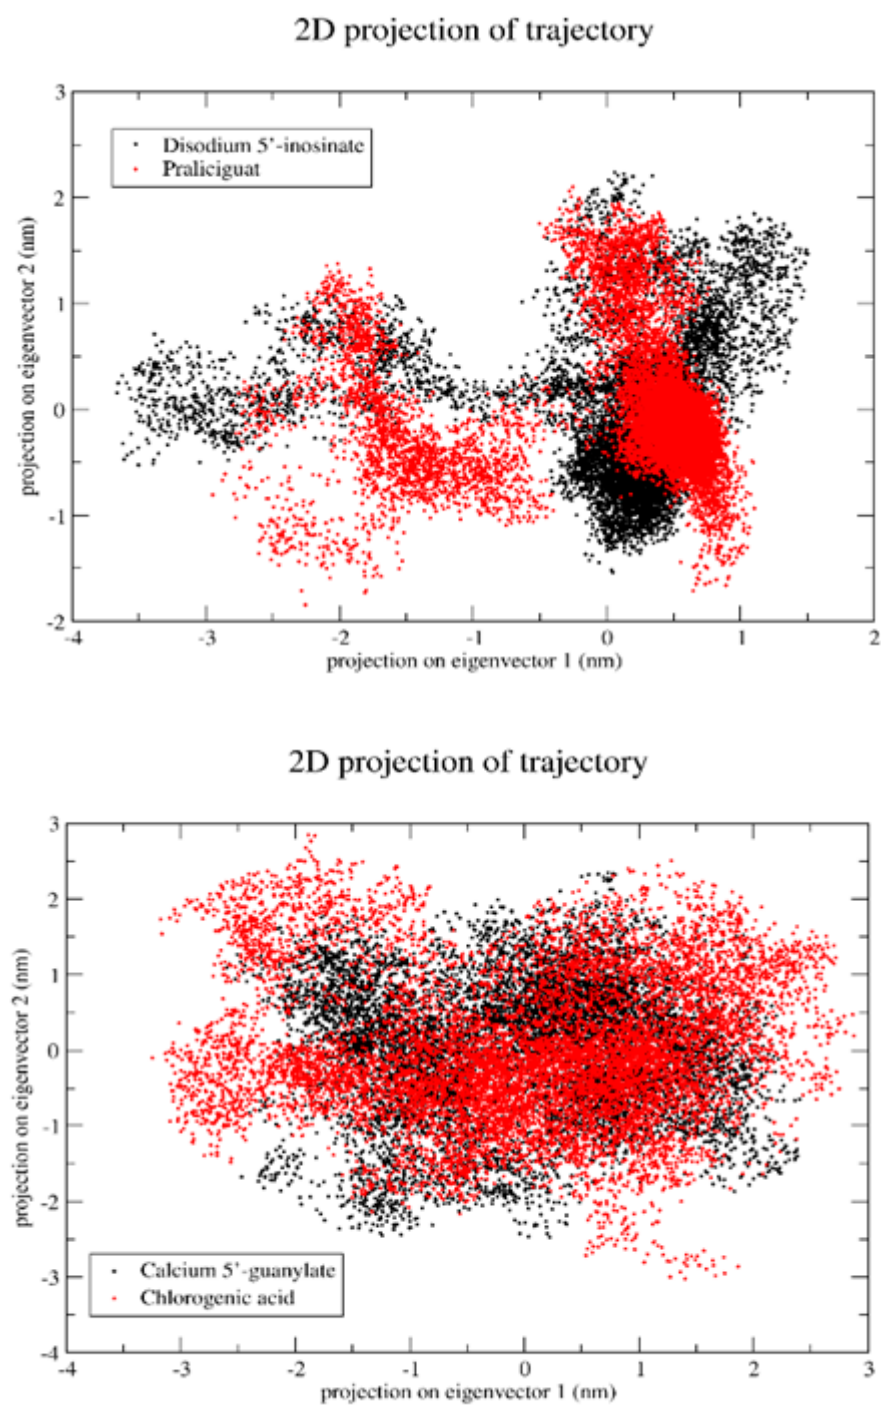 2D projection of trajectory
3
Disodium 5'-inosinate
Praliciguat
2
1
0
-1
-2
projection on eigenvector 2 (nm)
-4
-3
-2
-1
0
1
2
projection on eigenvector 1 (nm)
2D projection of trajectory
3
2
1
0
-1
-2
-3
-4
projection on eigenvector 2 (nm)
Calcium 5'-guanylate
Chlorogenic acid
-4
-3
-2
-1
0
1
2
3
projection on eigenvector 1 (nm)